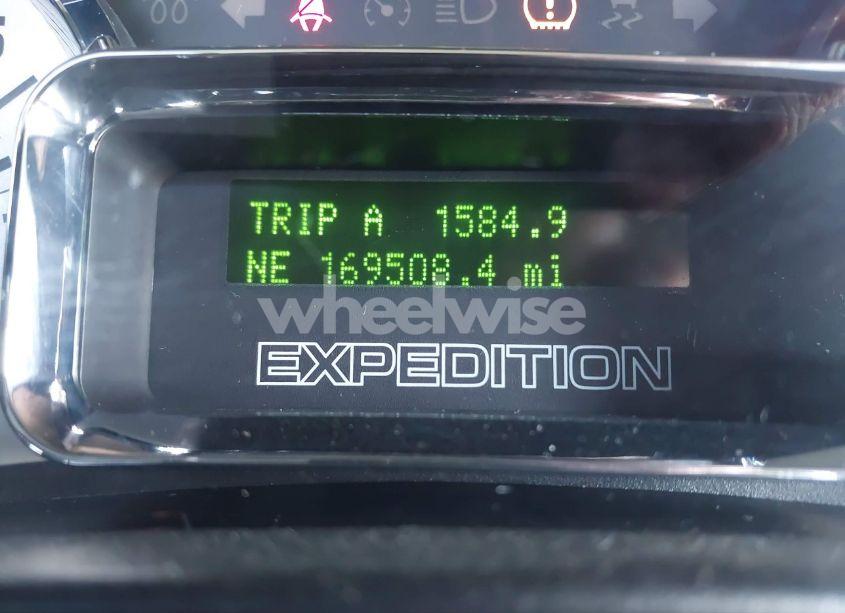 TRIP A 1584.9
NE 169508.4 mi
wheelwise
EXPEDITION